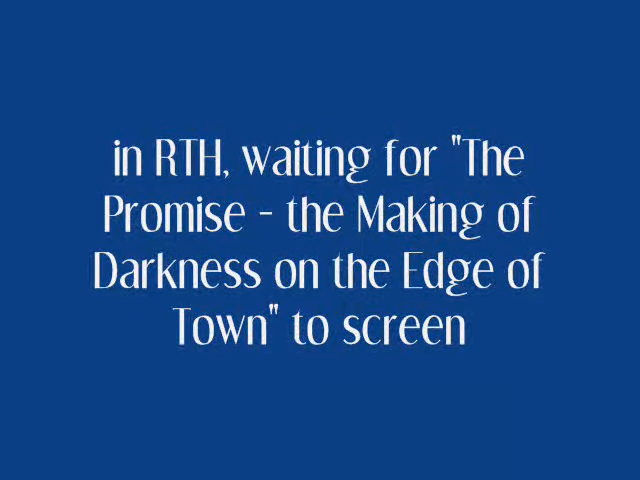 in RTH, waiting for "The
Promise - the Making of
Darkness on the Edge of
Town" to screen